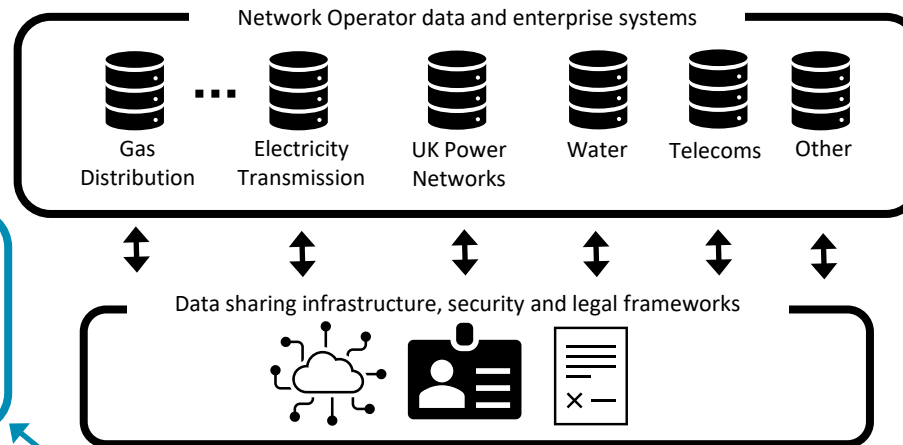 Network Operator data and enterprise systems
...
Gas
Distribution
Electricity
Transmission
UK Power
Networks
Water
Telecoms
Other
Data sharing infrastructure, security and legal frameworks